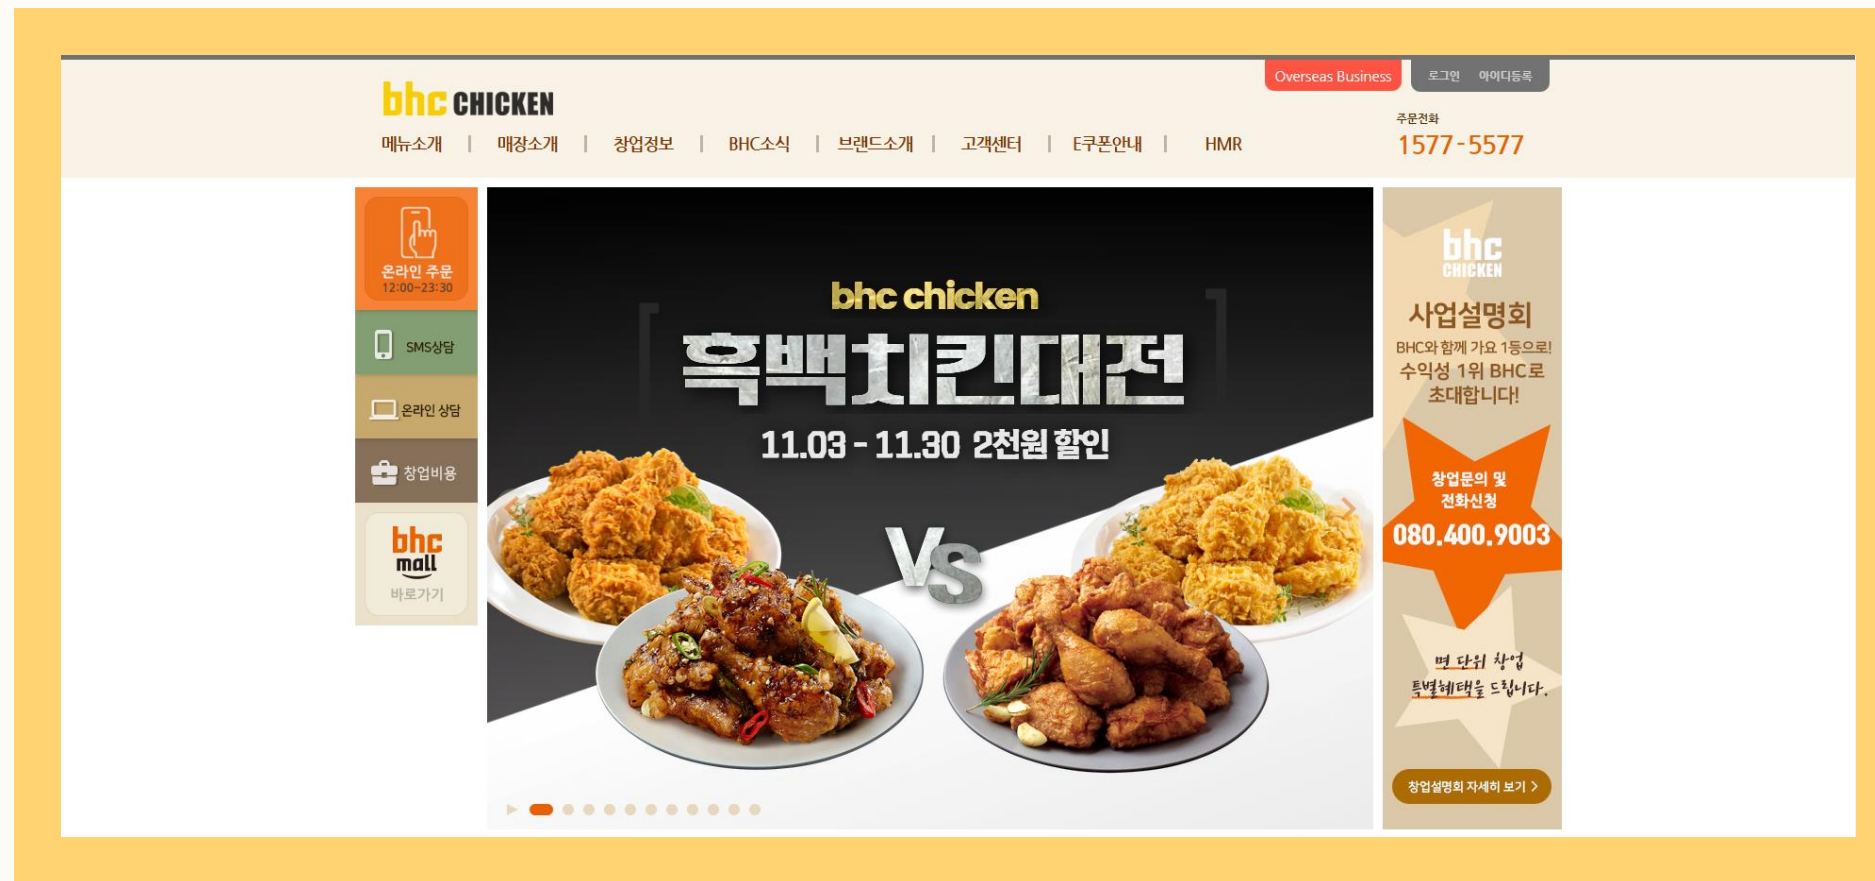 Overseas Business
로그인 아이디등록
bhc CHICKEN
주문전화
1577-5577
메뉴소개 | 매장소개 | 창업정보 | BHC소식 | 브랜드소개 | 고객센터 | E쿠폰안내 | HMR
온라인 주문
12:00~23:30
SMS상담
온라인 상담
창업비용
bhc
mall
바로가기
bhc chicken
흑백치킨대전
11.03 - 11.30 2천원 할인
VS
bhc
CHICKEN
사업설명회
BHC와 함께 가요 1등으로!
수익성 1위 BHC로
초대합니다!
창업문의 및
전화신청
080.400.9003
면 단위 창업
특별혜택을 드립니다.
창업설명회 자세히 보기 >